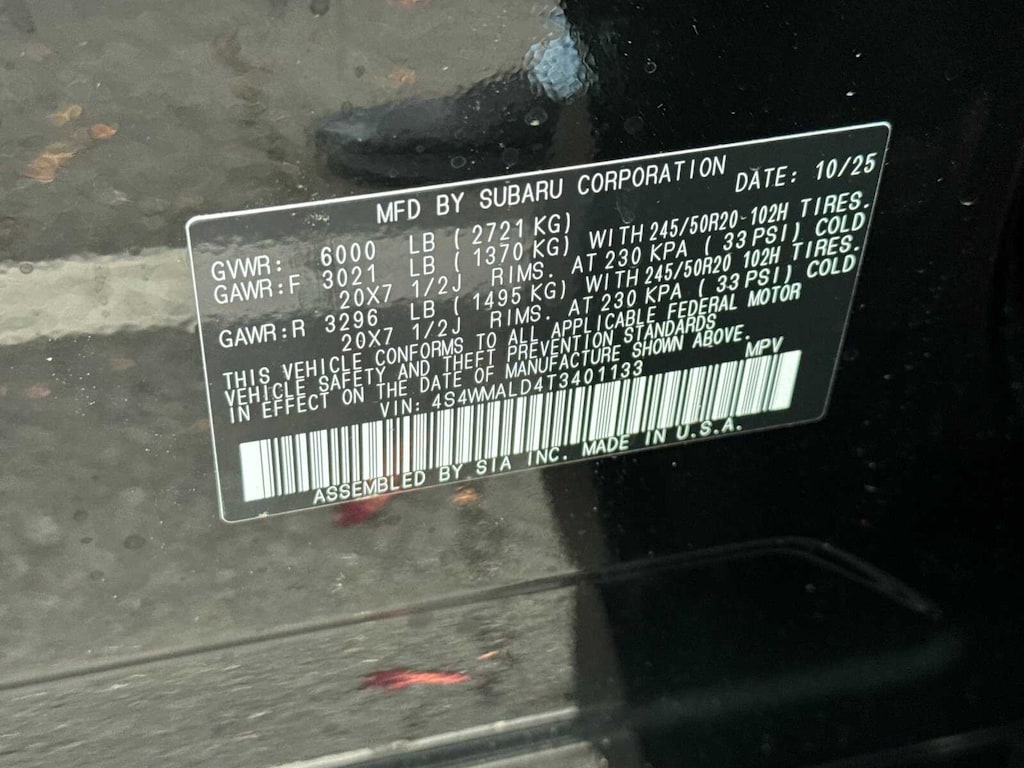 MFD BY SUBARU CORPORATION DATE: 10/25
GVWR: 6000 LB ( 2721 KG)
GAWR:F 3021 LB ( 1370 KG) WITH 245/50R20 102H TIRES.
20X7 1/2J RIMS. AT 230 KPA ( 33 PSI) COLD
GAWR:R 3296 LB ( 1495 KG) WITH 245/50R20 102H TIRES.
20X7 1/2J RIMS. AT 230 KPA ( 33 PSI) COLD
THIS VEHICLE CONFORMS TO ALL APPLICABLE FEDERAL MOTOR
VEHICLE SAFETY AND THEFT PREVENTION STANDARDS
IN EFFECT ON THE DATE OF MANUFACTURE SHOWN ABOVE.
VIN: 4S4WMALD4T3401133 MPV
ASSEMBLED BY SIA INC. MADE IN U.S.A.